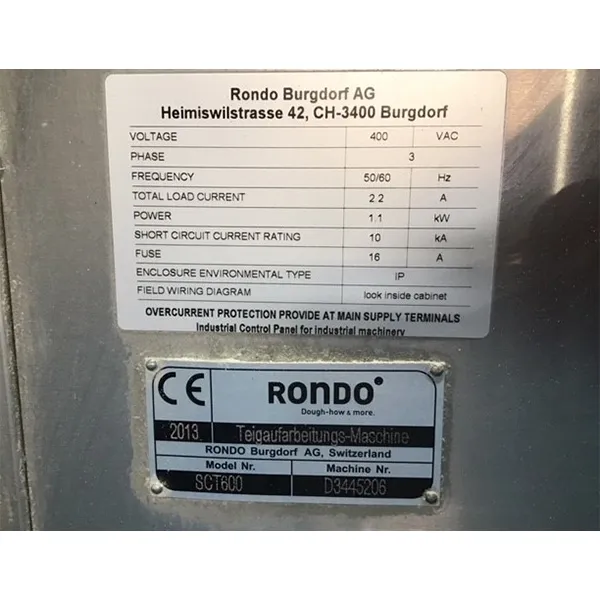 Rondo Burgdorf AG
Heimiswilstrasse 42, CH-3400 Burgdorf
VOLTAGE 400 VAC
PHASE 3
FREQUENCY 50/60 Hz
TOTAL LOAD CURRENT 2.2 A
POWER 1.1 kW
SHORT CIRCUIT CURRENT RATING 10 kA
FUSE 16 A
ENCLOSURE ENVIRONMENTAL TYPE IP
FIELD WIRING DIAGRAM look inside cabinet
OVERCURRENT PROTECTION PROVIDE AT MAIN SUPPLY TERMINALS
Industrial Control Panel for industrial machinery
CE RONDO
Dough-how & more.
2013 Teigaufarbeitungs-Maschine
RONDO Burgdorf AG, Switzerland
Model Nr. Machine Nr.
SCT600 D3445206